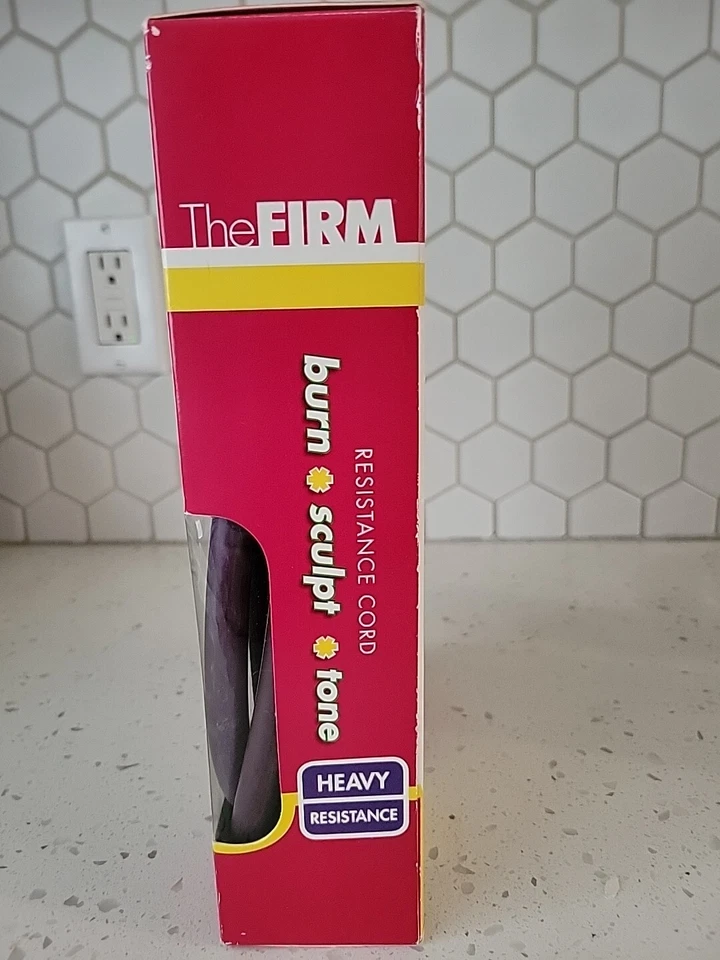 TheFIRM
RESISTANCE CORD
burn * sculpt * tone
HEAVY
RESISTANCE